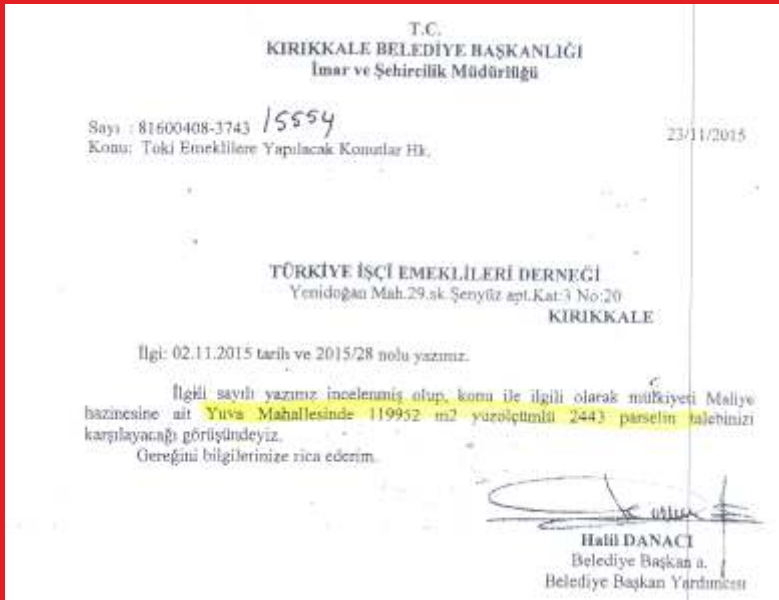 T.C.
KIRIKKALE BELEDİYE BAŞKANLIĞI
İmar ve Şehircilik Müdürlüğü
Sayı : 81600408-3743 15554
23/11/2015
Konu: Toki Emeklilere Yapılacak Konutlar Hk.
TÜRKİYE İŞÇİ EMEKLİLERİ DERNEĞİ
Yenidoğan Mah.29.sk.Şenyüz apt.Kat:3 No:20
KIRIKKALE
İlgi: 02.11.2015 tarih ve 2015/28 nolu yazınız.
İlgili sayılı yazınız incelenmiş olup, konu ile ilgili olarak mülkiyeti Maliye
hazinesine ait Yuva Mahallesinde 119952 m2 yüzölçümlü 2443 parselin talebinizi
karşılayacağı görüşündeyiz.
Gereğini bilgilerinize rica ederim.
Halil DANACI
Belediye Başkan a.
Belediye Başkan Yardımcısı